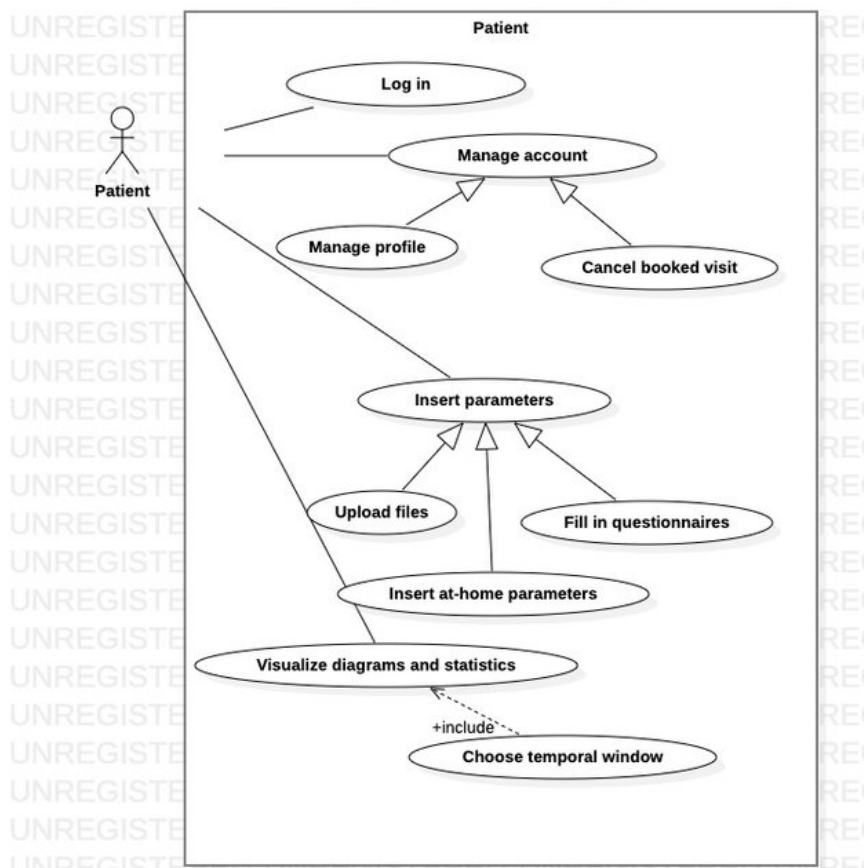 Patient
Log in
Patient
Manage account
Manage profile
Cancel booked visit
Insert parameters
Upload files
Fill in questionnaires
Insert at-home parameters
Visualize diagrams and statistics
+include
Choose temporal window